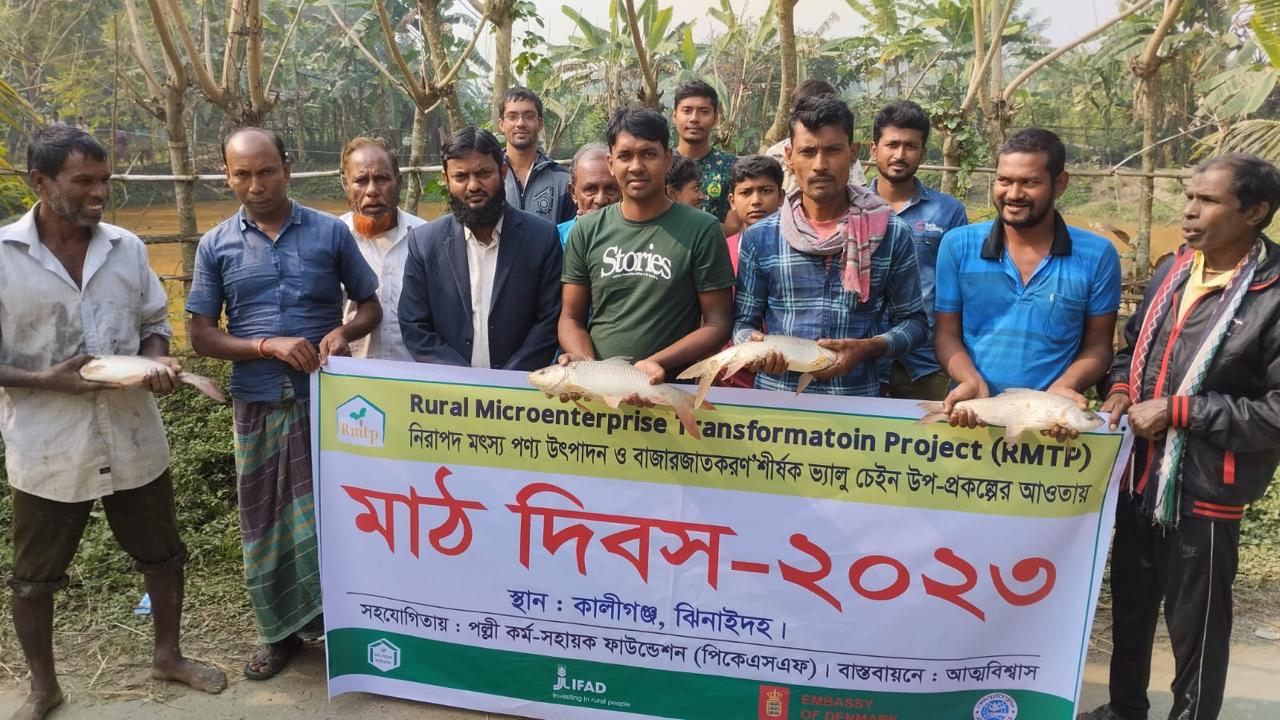 Stories
Rmtp
Rural Microenterprise Transformatoin Project (RMTP)
নিরাপদ মৎস্য পণ্য উৎপাদন ও বাজারজাতকরণ’শীর্ষক ভ্যালু চেইন উপ-প্রকল্পের আওতায়
মাঠ দিবস-২০২৩
স্থান : কালীগঞ্জ, ঝিনাইদহ।
সহযোগিতায় : পল্লী কর্ম-সহায়ক ফাউন্ডেশন (পিকেএসএফ)। বাস্তবায়নে : আত্মবিশ্বাস
IFAD
Investing in rural people
EMBASSY
OF DENMARK